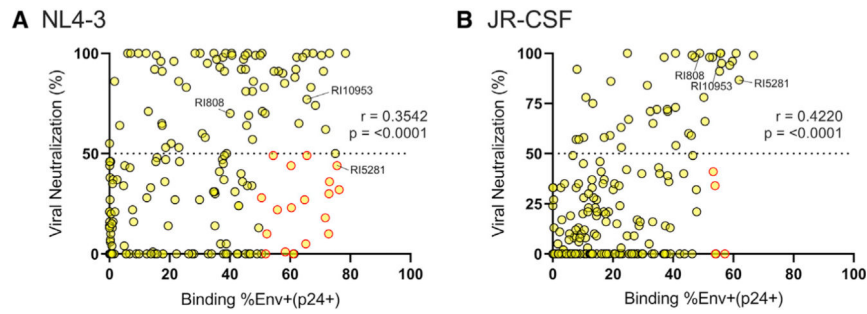 A NL4-3
100
50
0
0 20 40 60 80 100
Viral Neutralization (%)
Binding %Env+(p24+)
RI808
RI10953
RI5281
r = 0.3542
p = <0.0001
B JR-CSF
100
75
50
25
0
0 20 40 60 80 100
Viral Neutralization (%)
Binding %Env+(p24+)
RI808
RI10953
RI5281
r = 0.4220
p = <0.0001